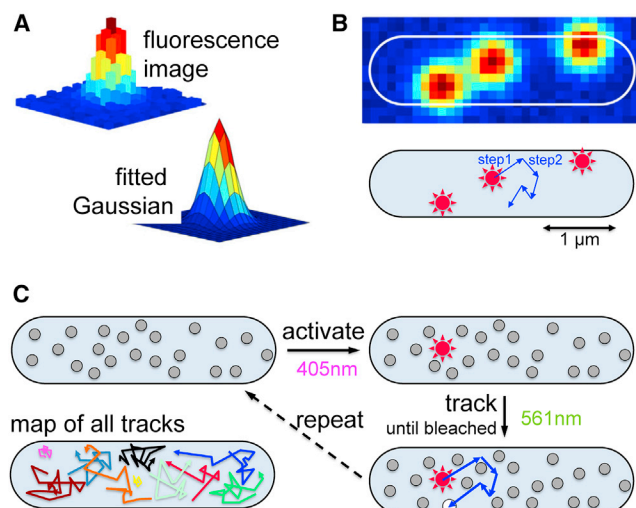 A
fluorescence
image
fitted
Gaussian
B
step1
step2
1 μm
C
activate
405nm
track
until bleached
561nm
repeat
map of all tracks